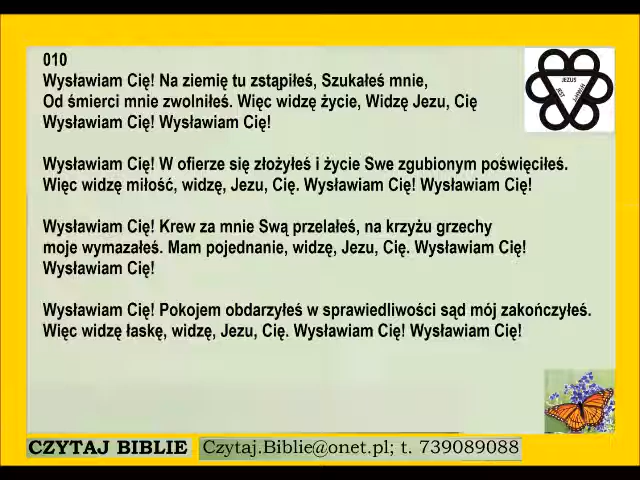 010
Wysławiam Cię! Na ziemię tu zstąpiłeś, Szukałeś mnie,
Od śmierci mnie zwolniłeś. Więc widzę życie, Widzę Jezu, Cię
Wysławiam Cię! Wysławiam Cię!
Wysławiam Cię! W ofierze się złożyłeś i życie Swe zgubionym poświęciłeś.
Więc widzę miłość, widzę, Jezu, Cię. Wysławiam Cię! Wysławiam Cię!
Wysławiam Cię! Krew za mnie Swą przelałeś, na krzyżu grzechy
moje wymazałeś. Mam pojednanie, widzę, Jezu, Cię. Wysławiam Cię!
Wysławiam Cię!
Wysławiam Cię! Pokojem obdarzyłeś w sprawiedliwości sąd mój zakończyłeś.
Więc widzę łaskę, widzę, Jezu, Cię. Wysławiam Cię! Wysławiam Cię!
JEZUS
JEST
CZYTAJ BIBLIE Czytaj.Biblie@onet.pl; t. 739089088